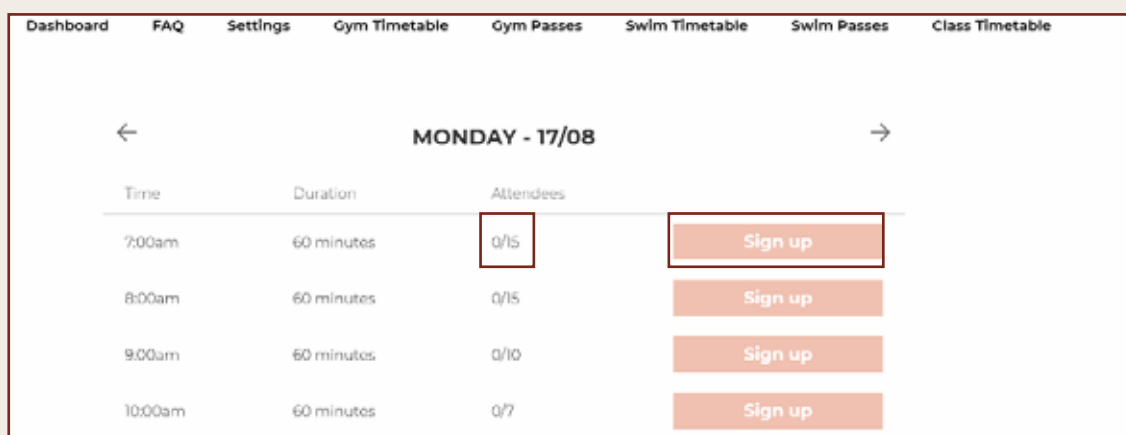 Dashboard FAQ Settings Gym Timetable Gym Passes Swim Timetable Swim Passes Class Timetable
← MONDAY - 17/08 →
Time Duration Attendees
7:00am 60 minutes 0/15 Sign up
8:00am 60 minutes 0/15 Sign up
9:00am 60 minutes 0/10 Sign up
10:00am 60 minutes 0/7 Sign up